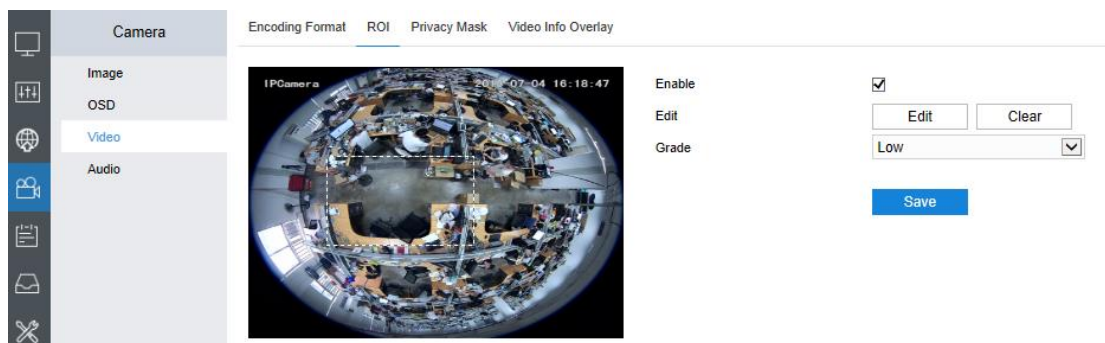 Camera
Image
OSD
Video
Audio
Encoding Format ROI Privacy Mask Video Info Overlay
IPCamera 07-04 16:18:47
Enable
Edit Edit Clear
Grade Low
Save